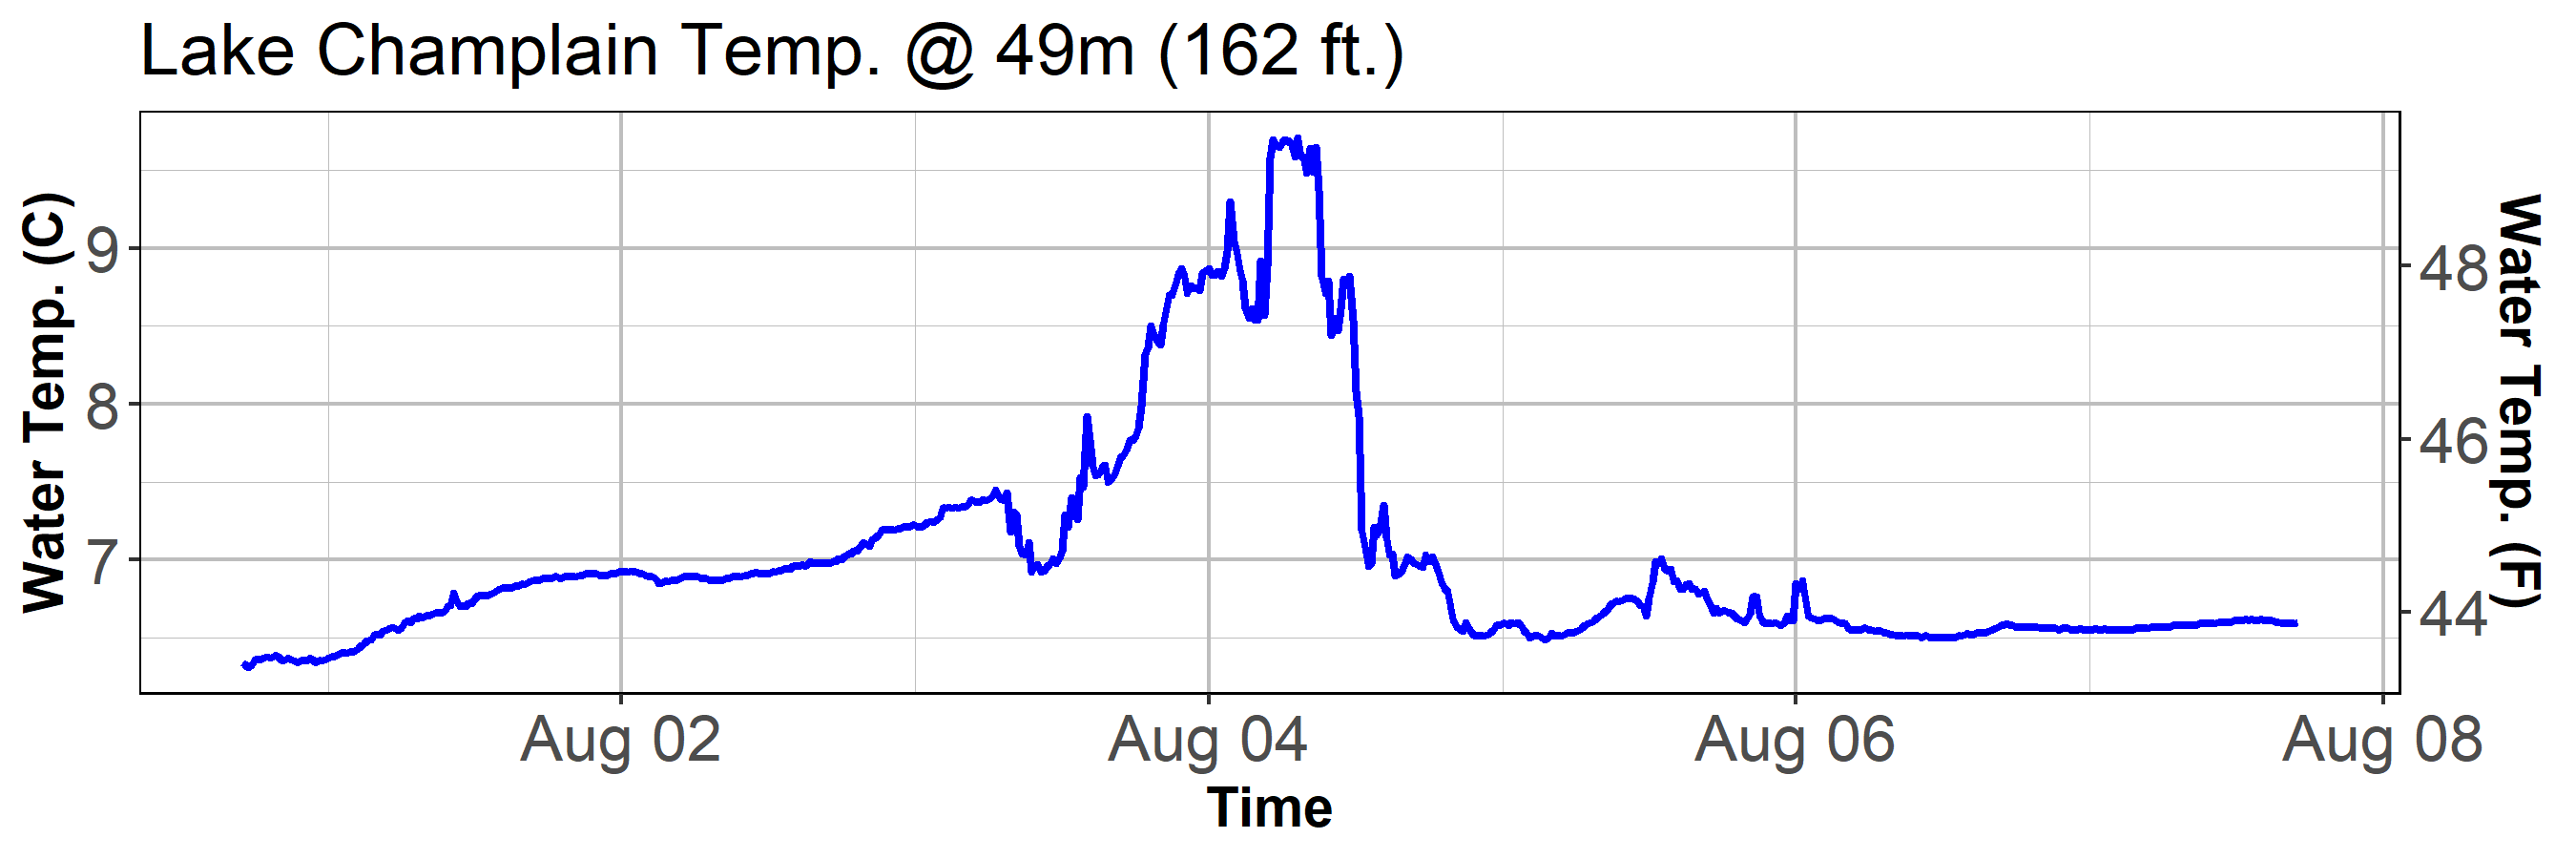 Lake Champlain Temp. @ 49m (162 ft.)
Water Temp. (C)
9
8
7
48
46
44
Water Temp. (F)
Aug 02
Aug 04
Aug 06
Aug 08
Time